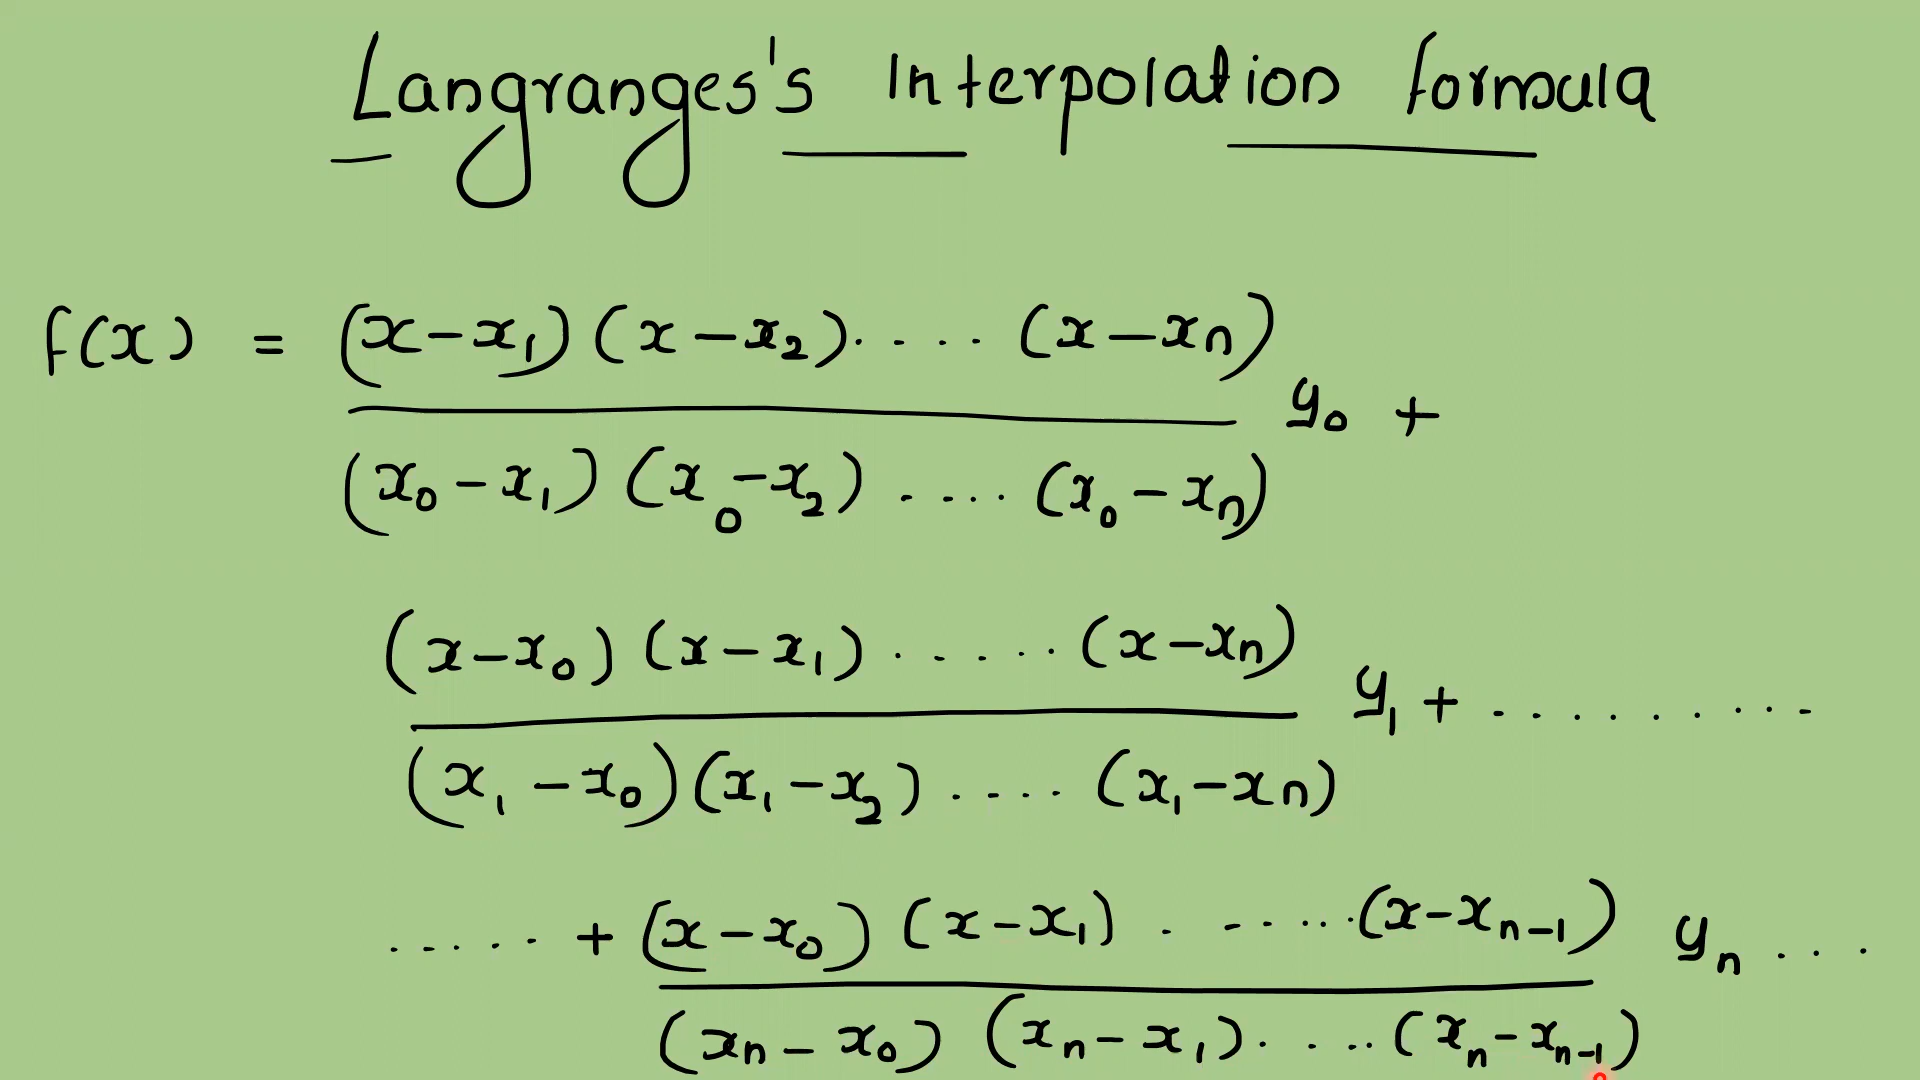 Langranges's Interpolation formula
f(x) = (x-x₁)(x-x₂)....(x-xₙ)
y₀ +
(x₀-x₁)(x₀-x₂)....(x₀-xₙ)
(x-x₀)(x-x₁).....(x-xₙ)
y₁ + .........
(x₁-x₀)(x₁-x₂)....(x₁-xₙ)
..... + (x-x₀)(x-x₁)......(x-xₙ₋₁) yₙ...
(xₙ-x₀)(xₙ-x₁)....(xₙ-xₙ₋₁)